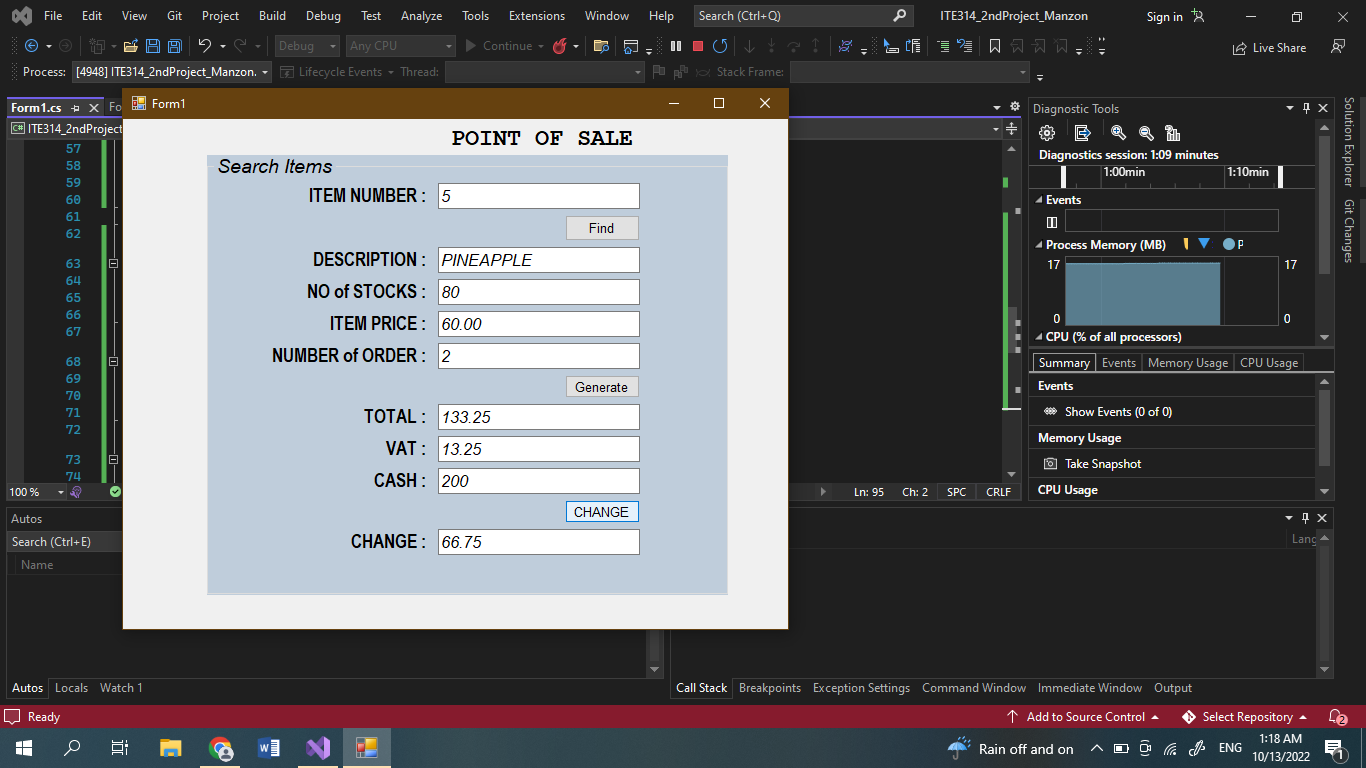 File Edit View Git Project Build Debug Test Analyze Tools Extensions Window Help Search (Ctrl+Q) ITE314_2ndProject_Manzon Sign in
Debug Any CPU Continue Live Share
Process: [4948] ITE314_2ndProject_Manzon. Lifecycle Events Thread: Stack Frame:
Form1.cs Fo
ITE314_2ndProject
57
58
59
60
61
62
63
64
65
66
67
68
69
70
71
72
73
74
100 % Ln: 95 Ch: 2 SPC CRLF
Form1
POINT OF SALE
Search Items
ITEM NUMBER : 5
Find
DESCRIPTION : PINEAPPLE
NO of STOCKS : 80
ITEM PRICE : 60.00
NUMBER of ORDER : 2
Generate
TOTAL : 133.25
VAT : 13.25
CASH : 200
CHANGE
CHANGE : 66.75
Diagnostic Tools
Diagnostics session: 1:09 minutes
1:00min 1:10min
Events
Process Memory (MB) P
17 17
0 0
CPU (% of all processors)
Summary Events Memory Usage CPU Usage
Events
Show Events (0 of 0)
Memory Usage
Take Snapshot
CPU Usage
Solution Explorer
Git Changes
Autos
Search (Ctrl+E)
Name
Lang
Autos Locals Watch 1
Call Stack Breakpoints Exception Settings Command Window Immediate Window Output
Ready Add to Source Control Select Repository 2
Rain off and on ENG 1:18 AM
10/13/2022 1